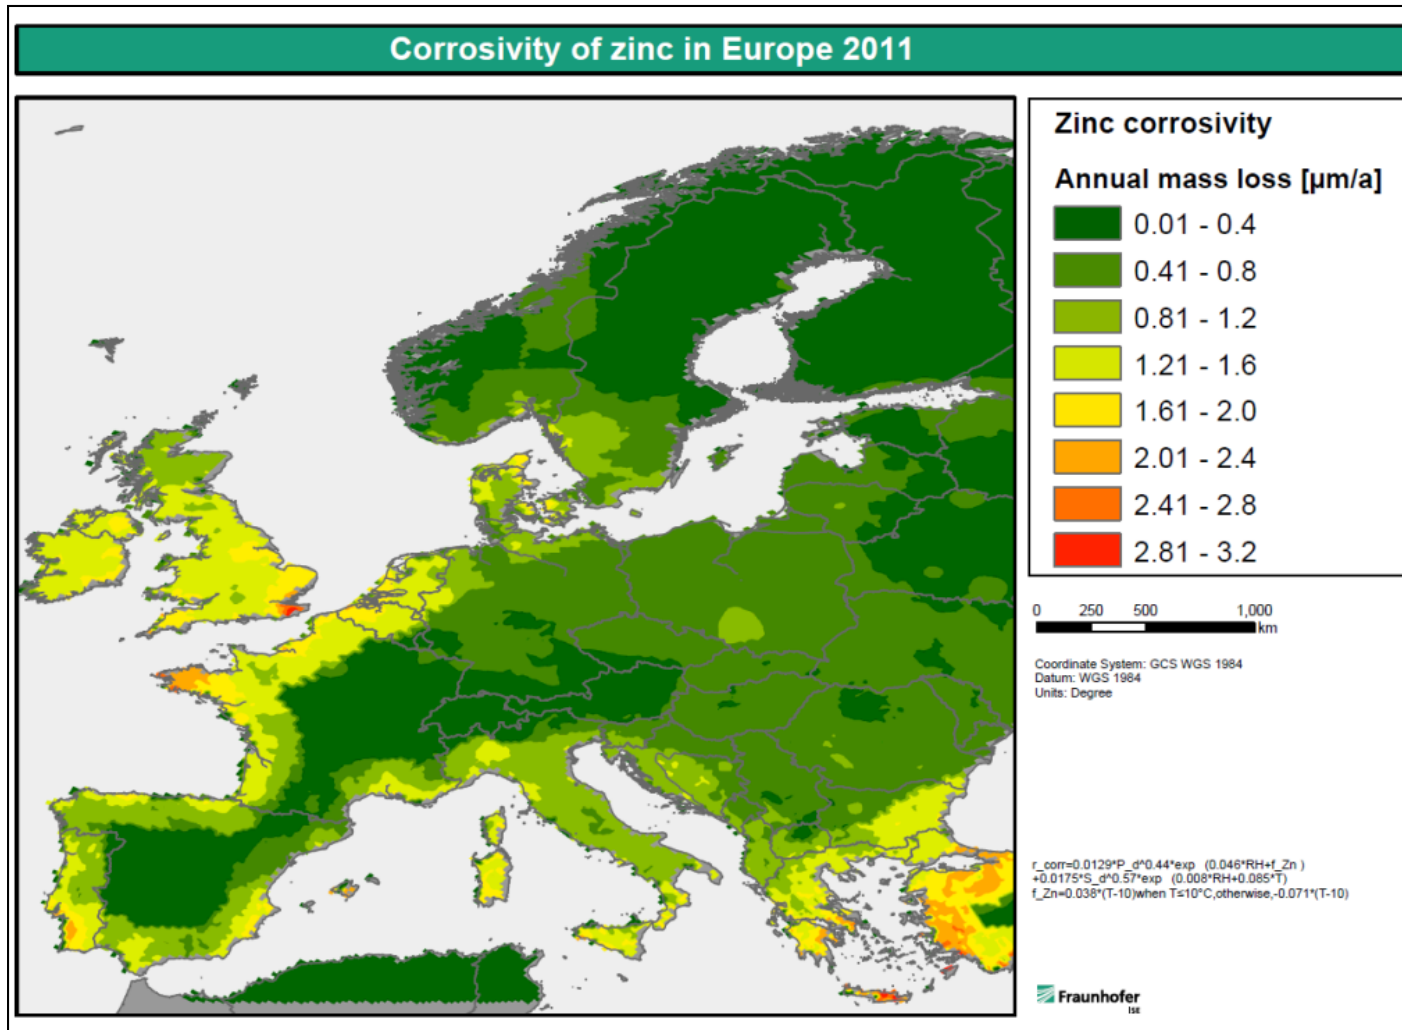 Corrosivity of zinc in Europe 2011
Zinc corrosivity
Annual mass loss [µm/a]
0.01 - 0.4
0.41 - 0.8
0.81 - 1.2
1.21 - 1.6
1.61 - 2.0
2.01 - 2.4
2.41 - 2.8
2.81 - 3.2
0 250 500 1,000
km
Coordinate System: GCS WGS 1984
Datum: WGS 1984
Units: Degree
r_corr=0.0129*P_d^0.44*exp (0.046*RH+f_Zn )
+0.0175*S_d^0.57*exp (0.008*RH+0.085*T)
f_Zn=0.038*(T-10)when T≤10°C,otherwise,-0.071*(T-10)
Fraunhofer
ISE